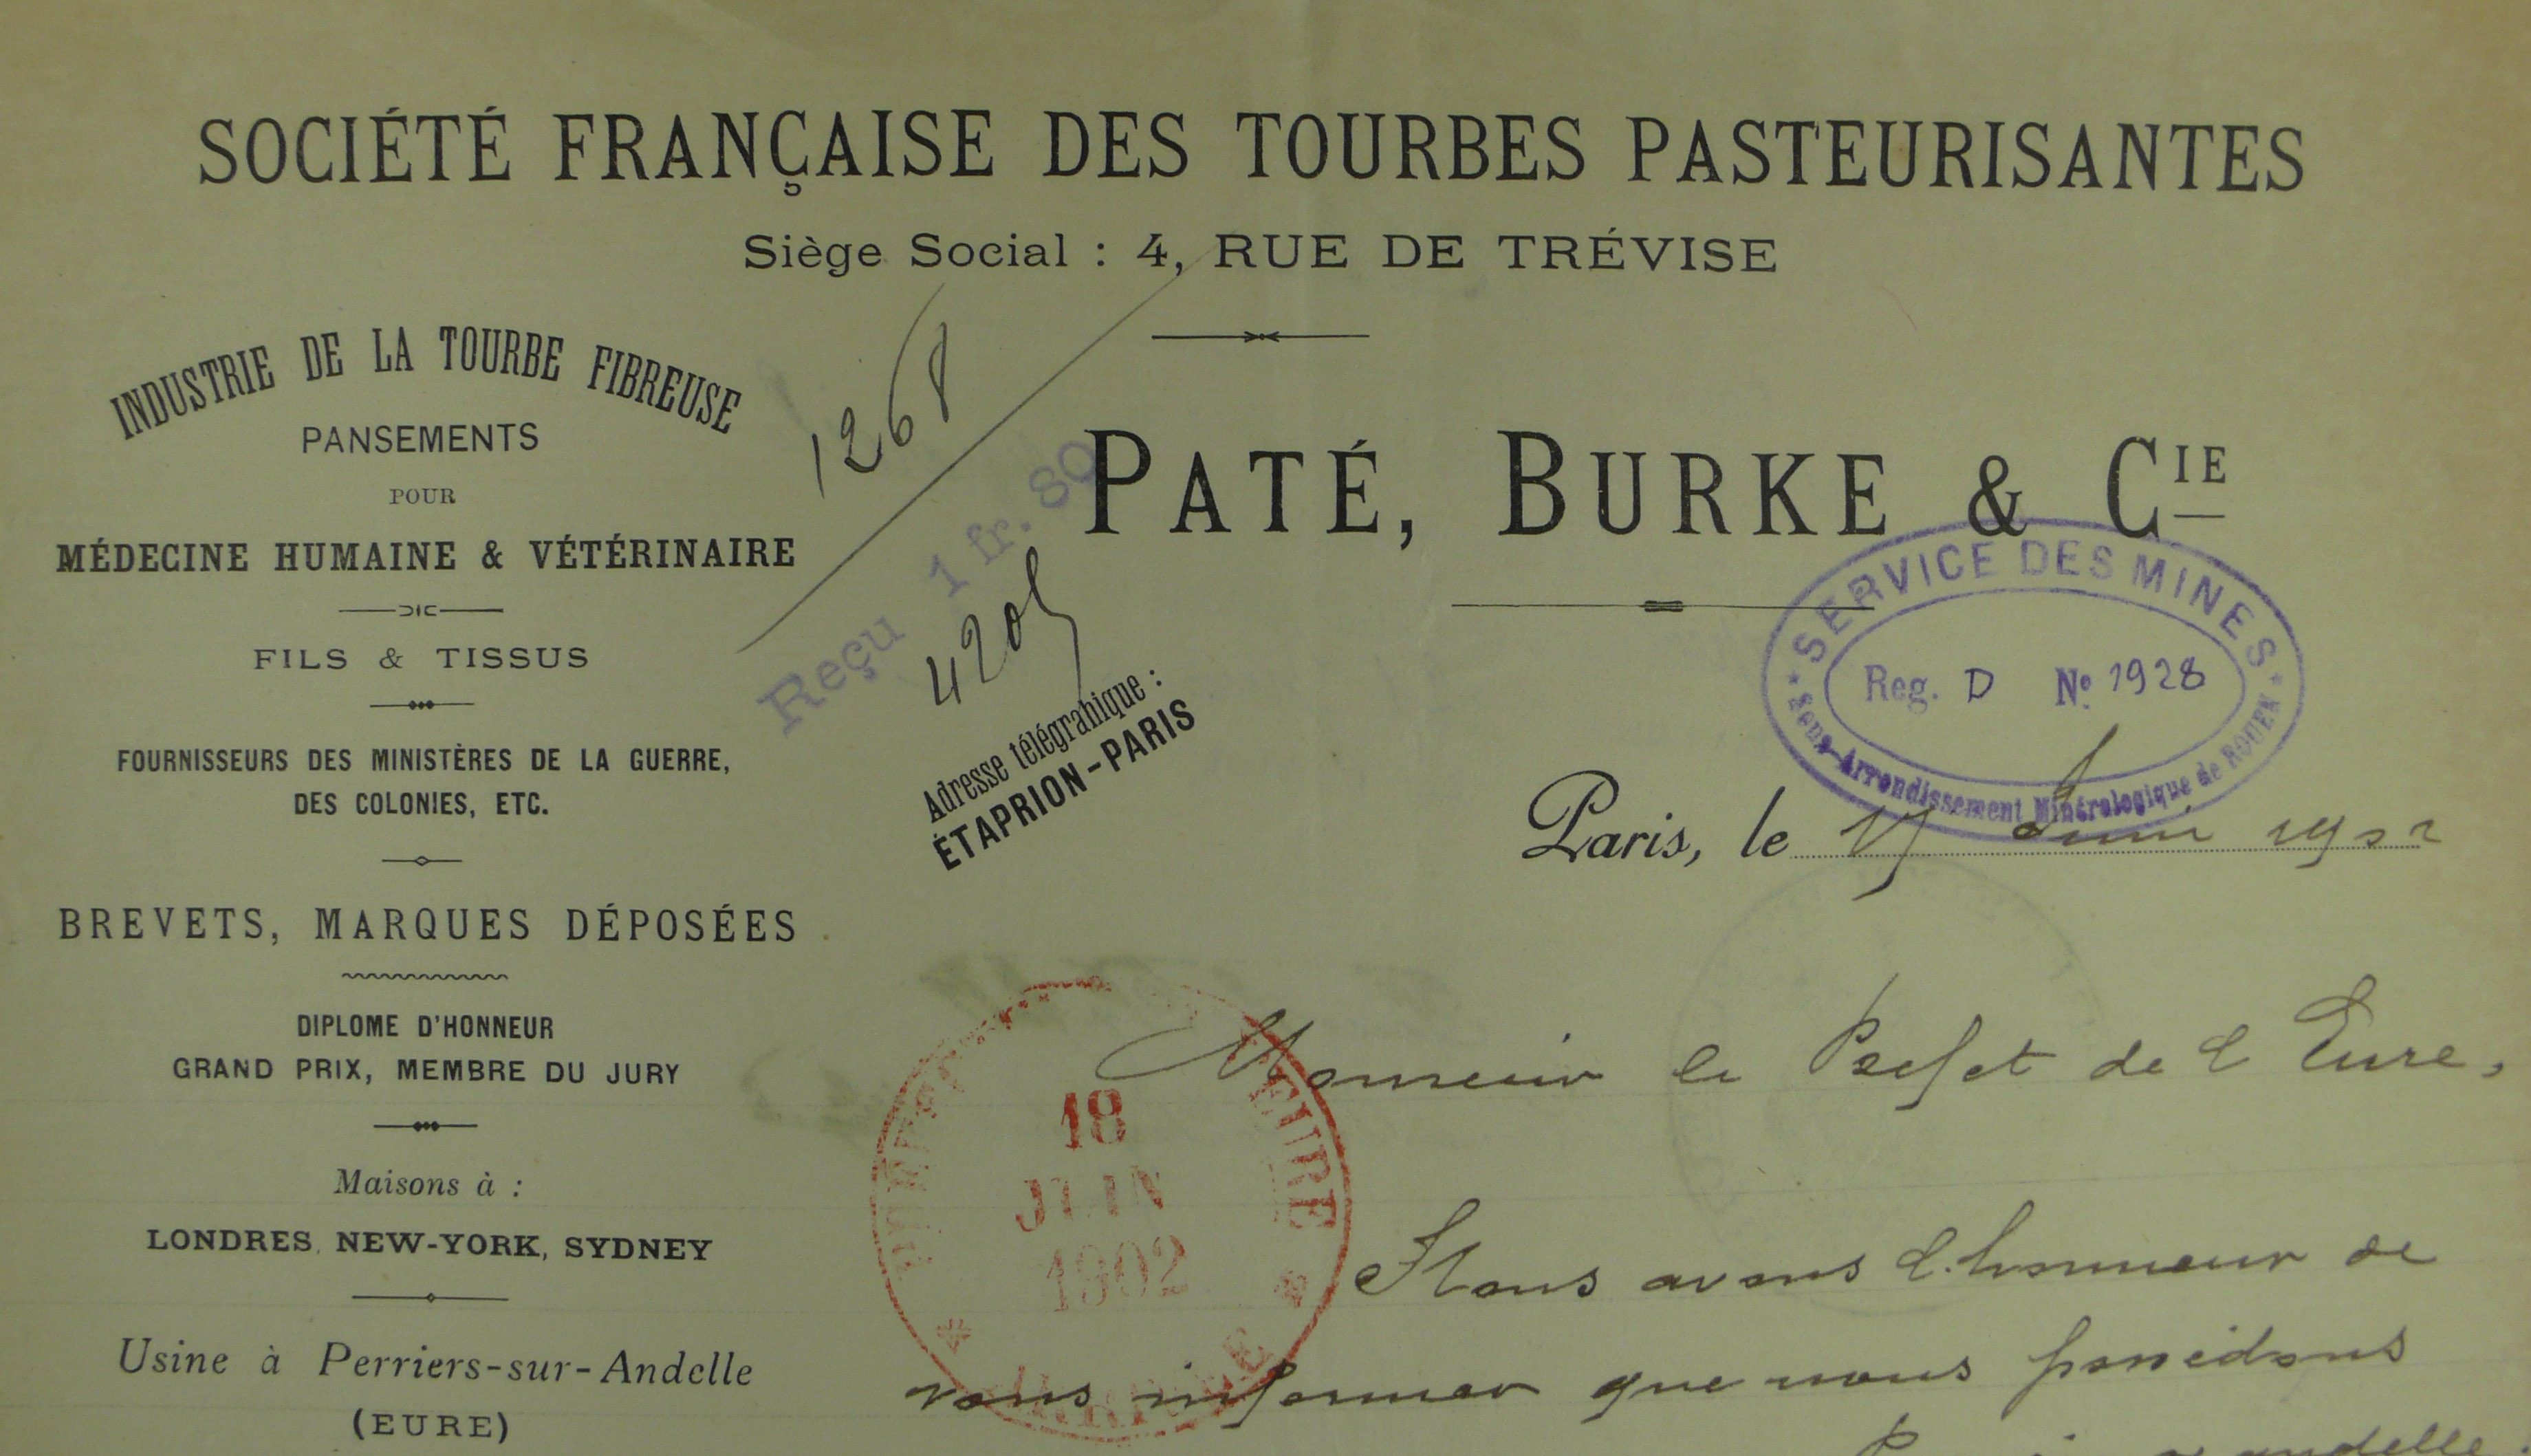 SOCIÉTÉ FRANÇAISE DES TOURBES PASTEURISANTES
Siège Social : 4, RUE DE TRÉVISE
INDUSTRIE DE LA TOURBE FIBREUSE
PANSEMENTS
POUR
MÉDECINE HUMAINE & VÉTÉRINAIRE
FILS & TISSUS
FOURNISSEURS DES MINISTÈRES DE LA GUERRE,
DES COLONIES, ETC.
BREVETS, MARQUES DÉPOSÉES
DIPLOME D'HONNEUR
GRAND PRIX, MEMBRE DU JURY
Maisons à :
LONDRES, NEW-YORK, SYDNEY
Usine à Perriers-sur-Andelle
(EURE)
1268
Reçu 1 fr. 80
Adresse télégrahique :
ÉTAPRION-PARIS
PATÉ, BURKE & CIE
SERVICE DES MINES
Reg. D Nº 1928
Sous-Arrondissement Minéralogique de ROUEN
Paris, le 17 Juin 1902
Monsieur le Préfet de l'Eure,
18
JUIN
1902
EURE
Nous avons l'honneur de
vous informer que nous possédons
andelle